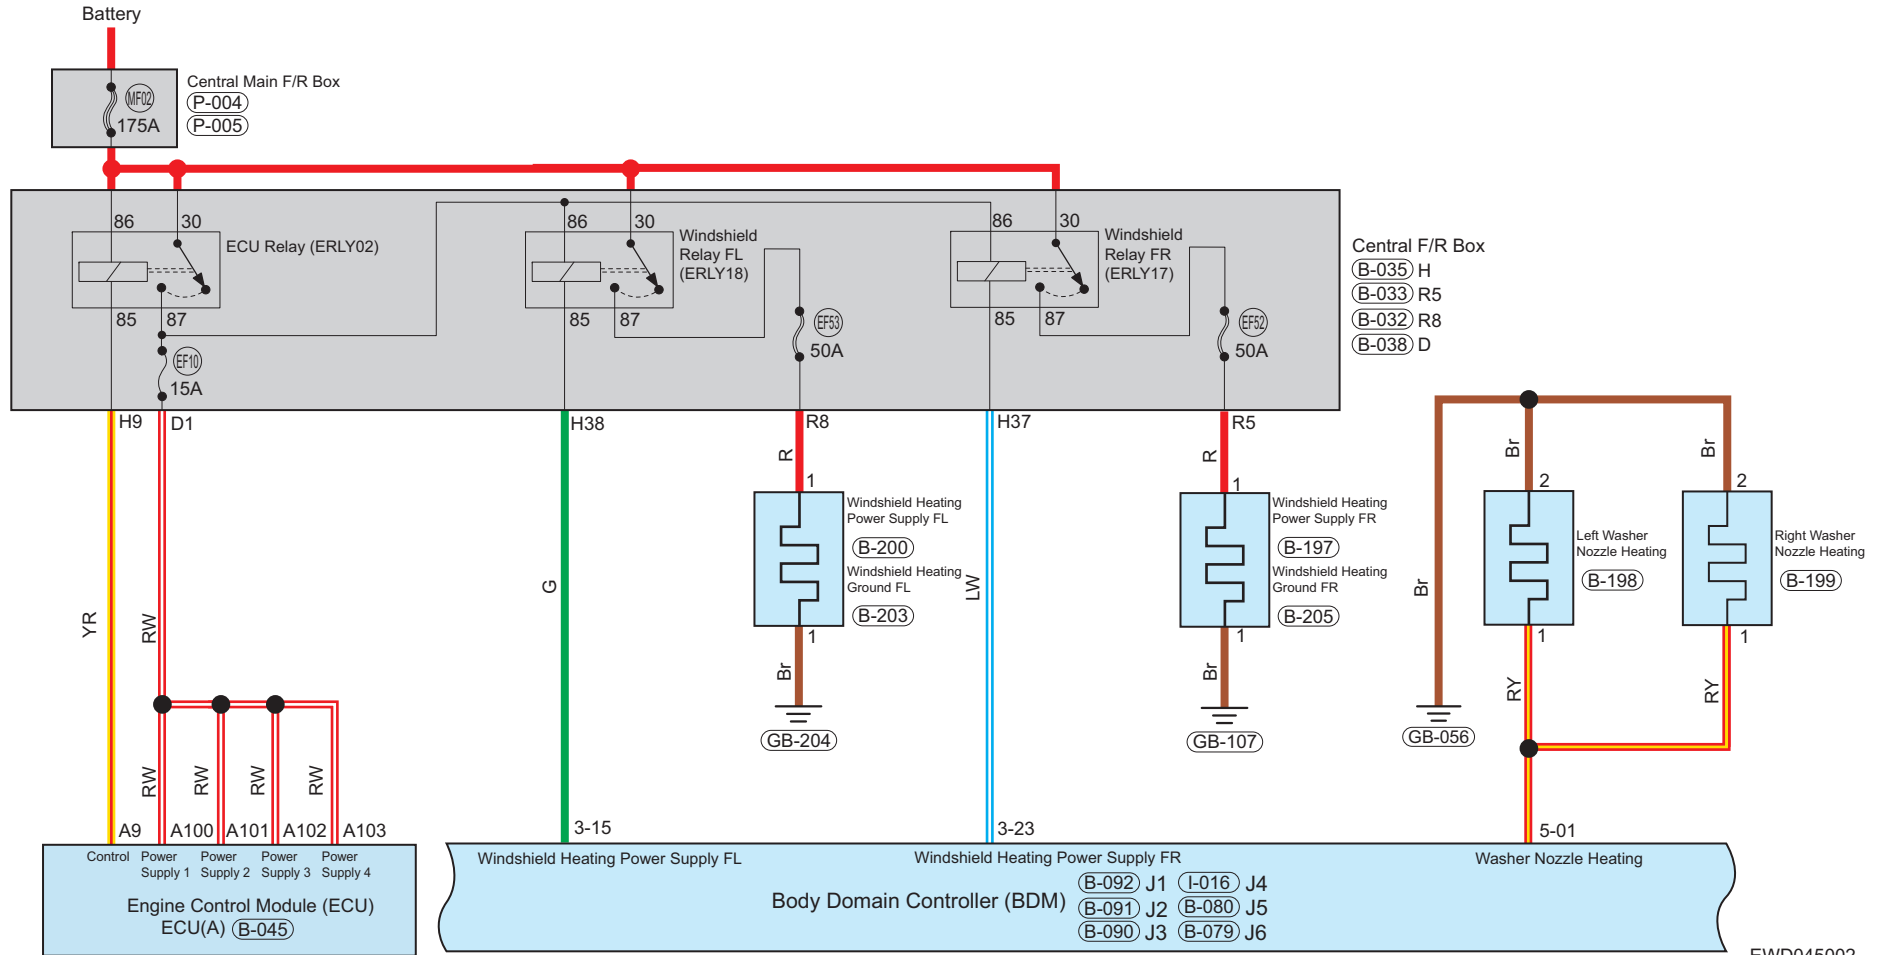 Battery
MF02
175A
Central Main F/R Box
P-004
P-005
86
30
ECU Relay (ERLY02)
85
87
EF10
15A
86
30
Windshield
Relay FL
(ERLY18)
85
87
EF53
50A
86
30
Windshield
Relay FR
(ERLY17)
85
87
EF52
50A
Central F/R Box
B-035 H
B-033 R5
B-032 R8
B-038 D
H9
D1
H38
R8
H37
R5
YR
RW
G
R
1
Windshield Heating
Power Supply FL
B-200
Windshield Heating
Ground FL
B-203
1
Br
GB-204
LW
R
1
Windshield Heating
Power Supply FR
B-197
Windshield Heating
Ground FR
B-205
1
Br
GB-107
Br
GB-056
Br
2
Left Washer
Nozzle Heating
B-198
1
RY
Br
2
Right Washer
Nozzle Heating
B-199
1
RY
RW
RW
RW
RW
A9
A100
A101
A102
A103
3-15
3-23
5-01
Control
Power
Supply 1
Power
Supply 2
Power
Supply 3
Power
Supply 4
Engine Control Module (ECU)
ECU(A) B-045
Windshield Heating Power Supply FL
Windshield Heating Power Supply FR
Washer Nozzle Heating
Body Domain Controller (BDM)
B-092 J1 I-016 J4
B-091 J2 B-080 J5
B-090 J3 B-079 J6